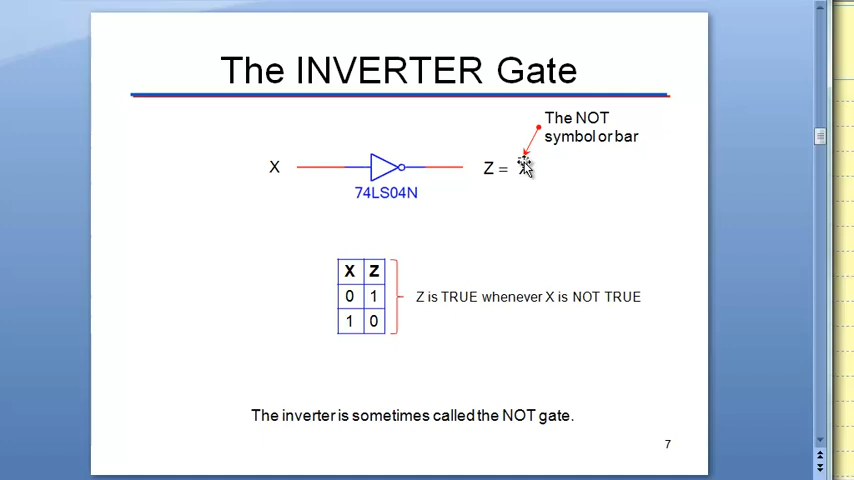 The INVERTER Gate
The NOT
symbol or bar
X
Z =
74LS04N
X Z
0 1
Z is TRUE whenever X is NOT TRUE
1 0
The inverter is sometimes called the NOT gate.
7